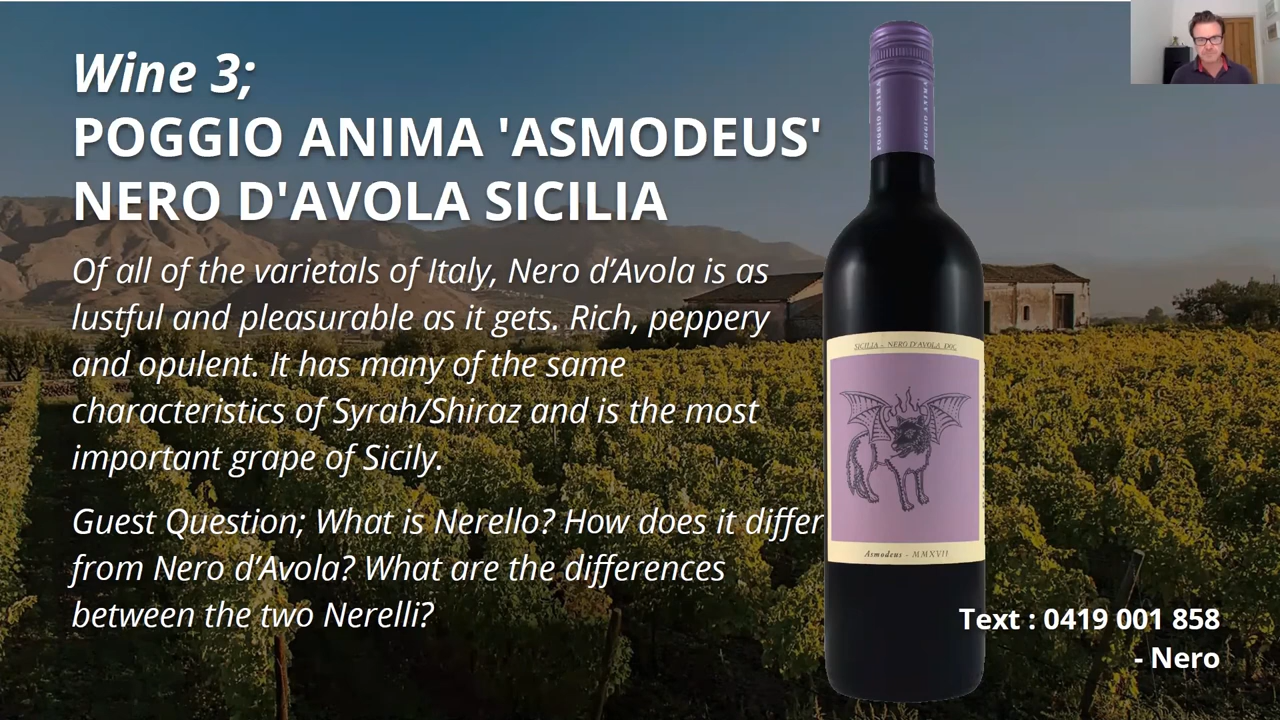 Wine 3;
POGGIO ANIMA 'ASMODEUS'
NERO D'AVOLA SICILIA
Of all of the varietals of Italy, Nero d’Avola is as
lustful and pleasurable as it gets. Rich, peppery
and opulent. It has many of the same
characteristics of Syrah/Shiraz and is the most
important grape of Sicily.
Guest Question; What is Nerello? How does it differ
from Nero d’Avola? What are the differences
between the two Nerelli?
POGGIO ANIMA
POGGIO ANIMA
SICILIA - NERO D'AVOLA DOC
Asmodeus - MMXVII
Text : 0419 001 858
- Nero